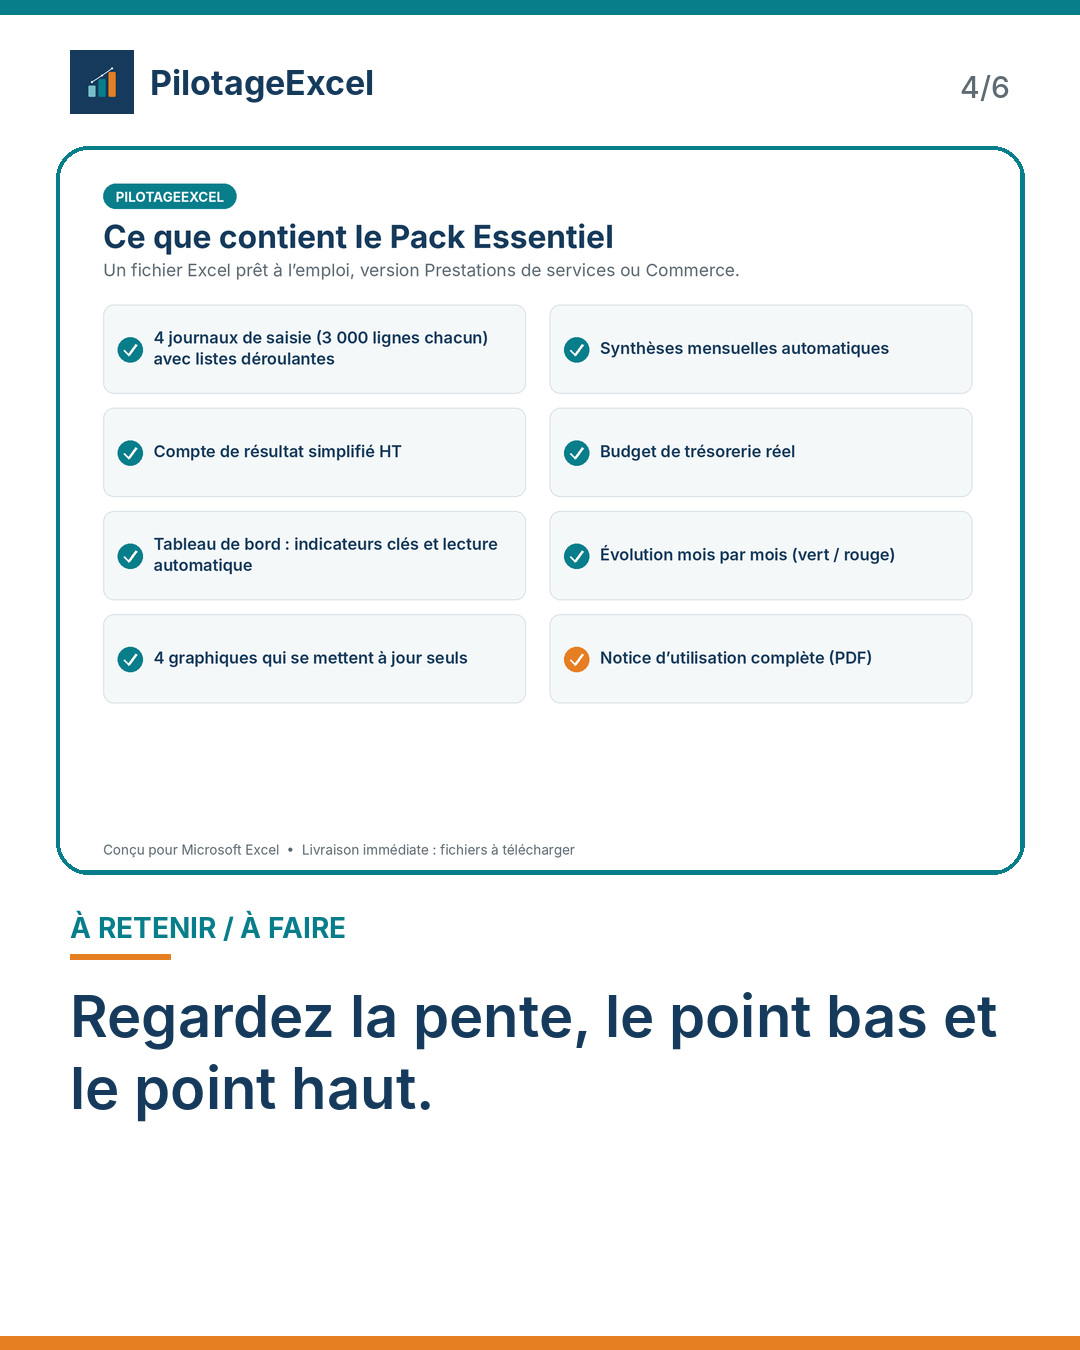 PilotageExcel
4/6
PILOTAGEEXCEL
Ce que contient le Pack Essentiel
Un fichier Excel prêt à l’emploi, version Prestations de services ou Commerce.
4 journaux de saisie (3 000 lignes chacun)
avec listes déroulantes
Synthèses mensuelles automatiques
Compte de résultat simplifié HT
Budget de trésorerie réel
Tableau de bord : indicateurs clés et lecture
automatique
Évolution mois par mois (vert / rouge)
4 graphiques qui se mettent à jour seuls
Notice d’utilisation complète (PDF)
Conçu pour Microsoft Excel • Livraison immédiate : fichiers à télécharger
À RETENIR / À FAIRE
Regardez la pente, le point bas et
le point haut.